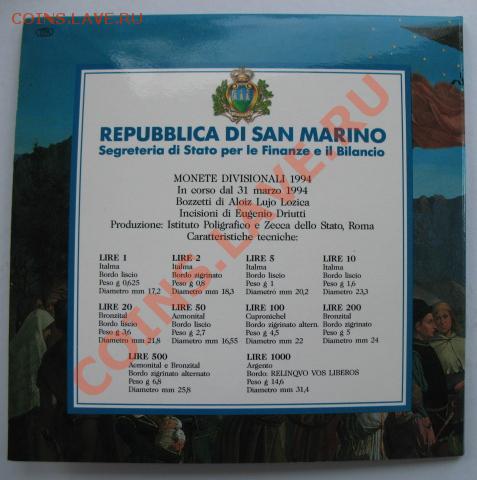 COINS.LAVE.RU
REPUBBLICA DI SAN MARINO
Segreteria di Stato per le Finanze e il Bilancio
MONETE DIVISIONALI 1994
In corso dal 31 marzo 1994
Bozzetti di Aloiz Lujo Lozica
Incisioni di Eugenio Driutti
Produzione: Istituto Poligrafico e Zecca dello Stato, Roma
Caratteristiche tecniche:
LIRE 1
Italma
Bordo liscio
Peso g 0,625
Diametro mm 17,2
LIRE 2
Italma
Bordo zigrinato
Peso g 0,8
Diametro mm 18,3
LIRE 5
Italma
Bordo liscio
Peso g 1
Diametro mm 20,2
LIRE 10
Italma
Bordo liscio
Peso g 1,6
Diametro mm 23,3
LIRE 20
Bronzital
Bordo liscio
Peso g 3,6
Diametro mm 21,8
LIRE 50
Acmonital
Bordo liscio
Peso g 2,7
Diametro mm 16,55
LIRE 100
Cupronichel
Bordo zigrinato altern.
Peso g 4,5
Diametro mm 22
LIRE 200
Bronzital
Bordo zigrinato
Peso g 5
Diametro mm 24
LIRE 500
Acmonital e Bronzital
Bordo zigrinato alternato
Peso g 6,8
Diametro mm 25,8
LIRE 1000
Argento
Bordo: RELINQVO VOS LIBEROS
Peso g 14,6
Diametro mm 31,4
COINS.LAVE.RU